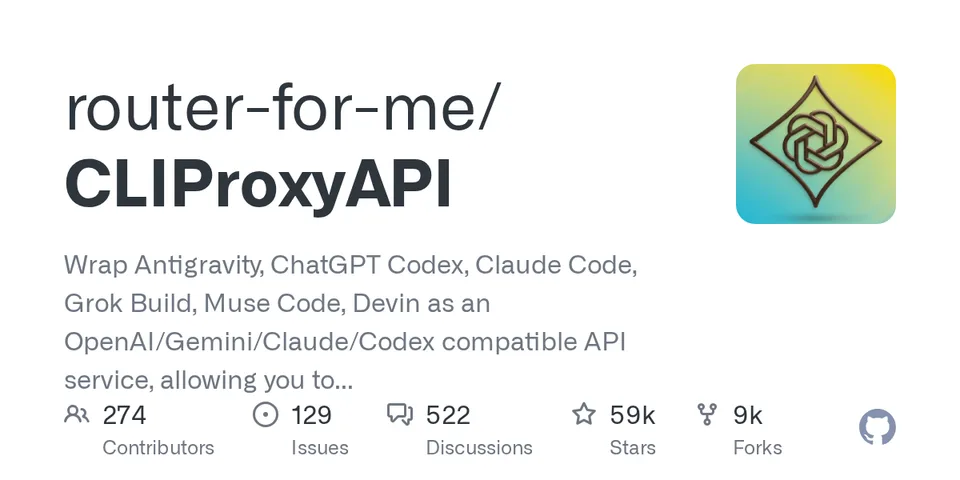 router-for-me/
CLIProxyAPI
Wrap Antigravity, ChatGPT Codex, Claude Code,
Grok Build, Muse Code, Devin as an
OpenAI/Gemini/Claude/Codex compatible API
service, allowing you to...
274 129 522 59k 9k
Contributors Issues Discussions Stars Forks